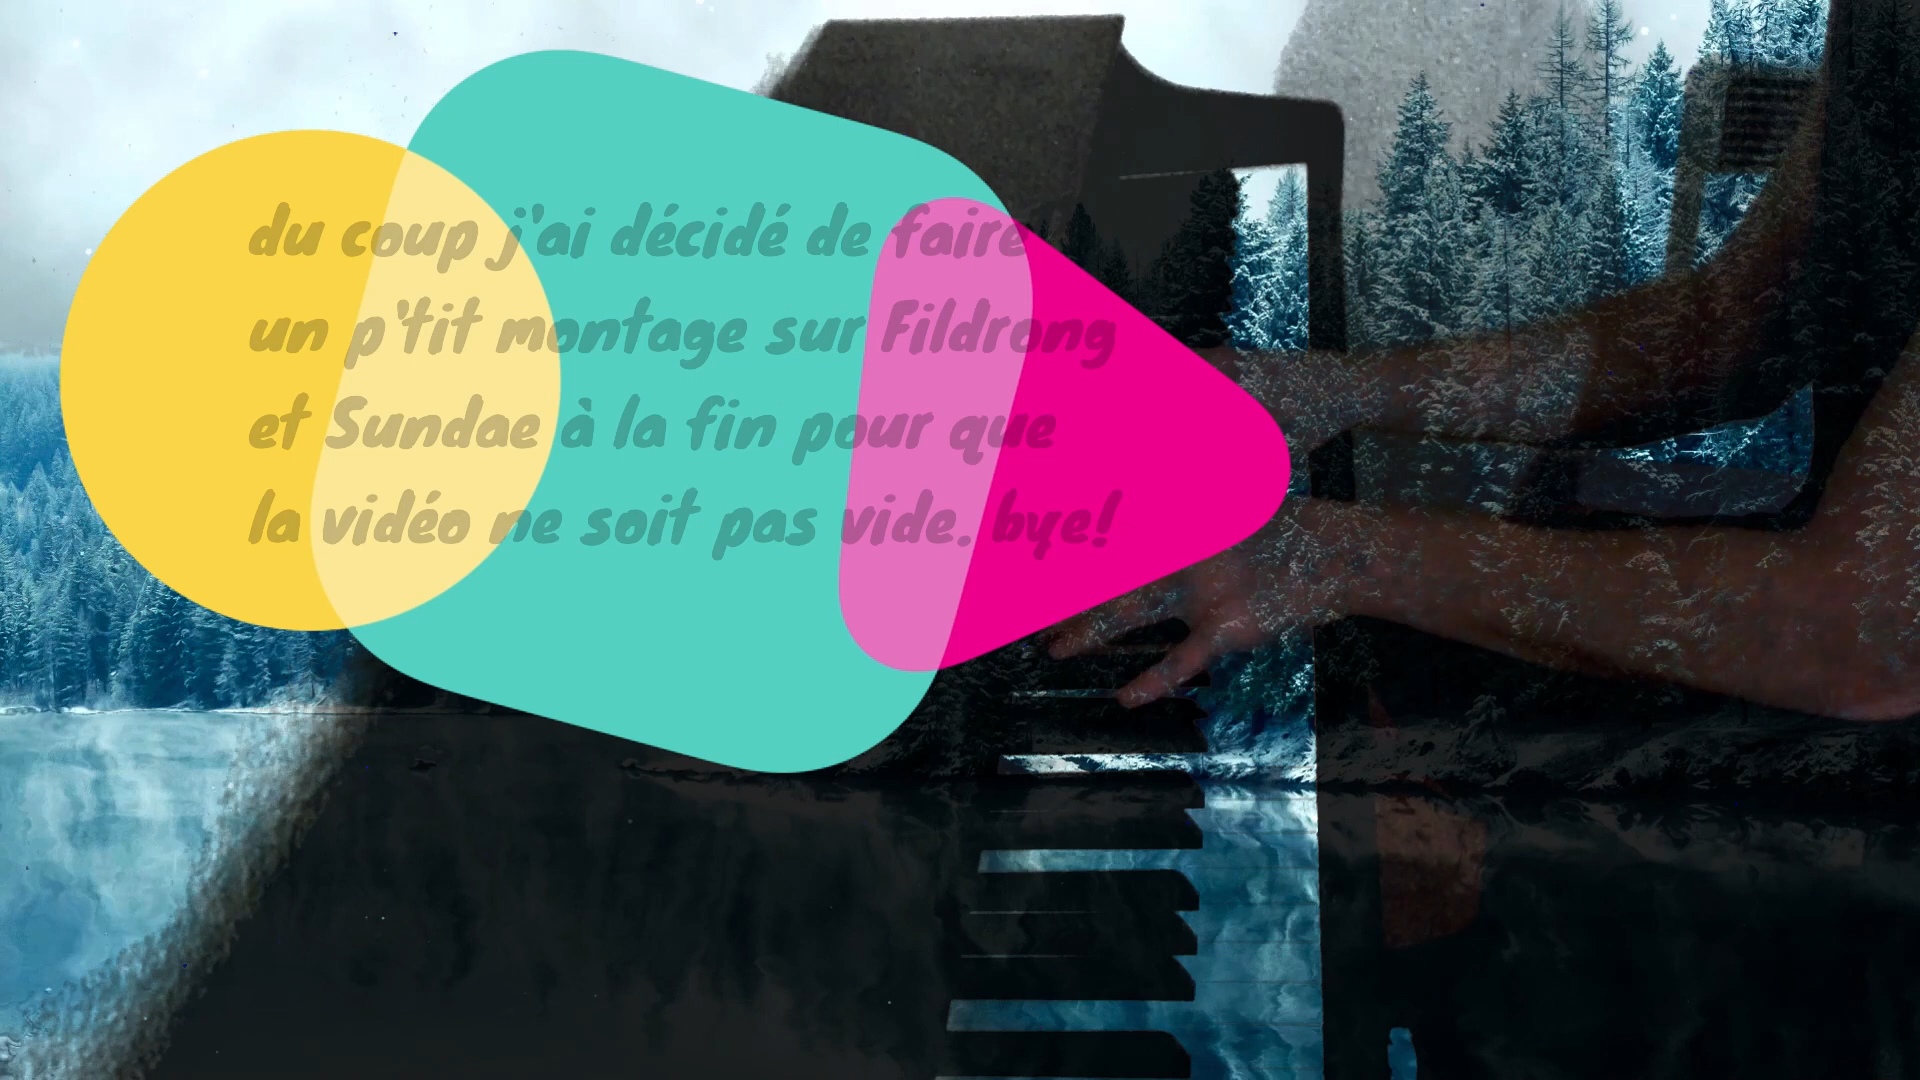 du coup j'ai décidé de faire
un p'tit montage sur Fildrong
et Sundae à la fin pour que
la vidéo ne soit pas vide. bye!